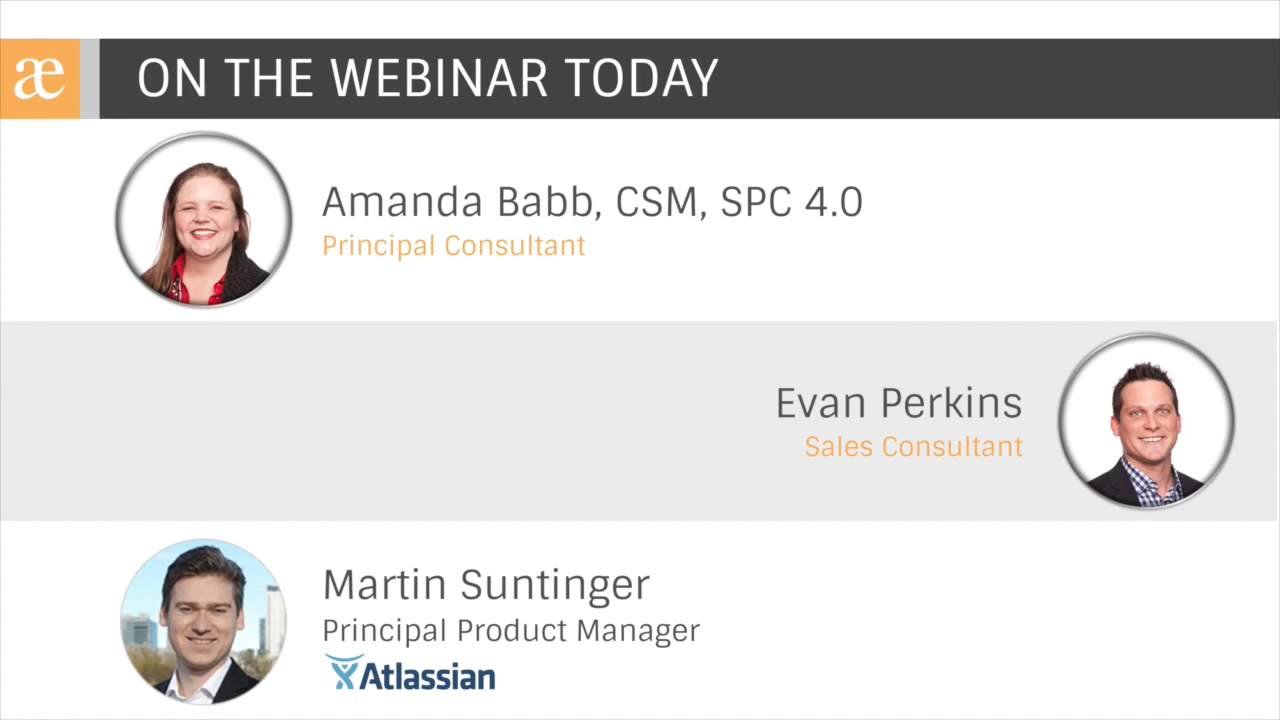 æ
ON THE WEBINAR TODAY
Amanda Babb, CSM, SPC 4.0
Principal Consultant
Evan Perkins
Sales Consultant
Martin Suntinger
Principal Product Manager
Atlassian